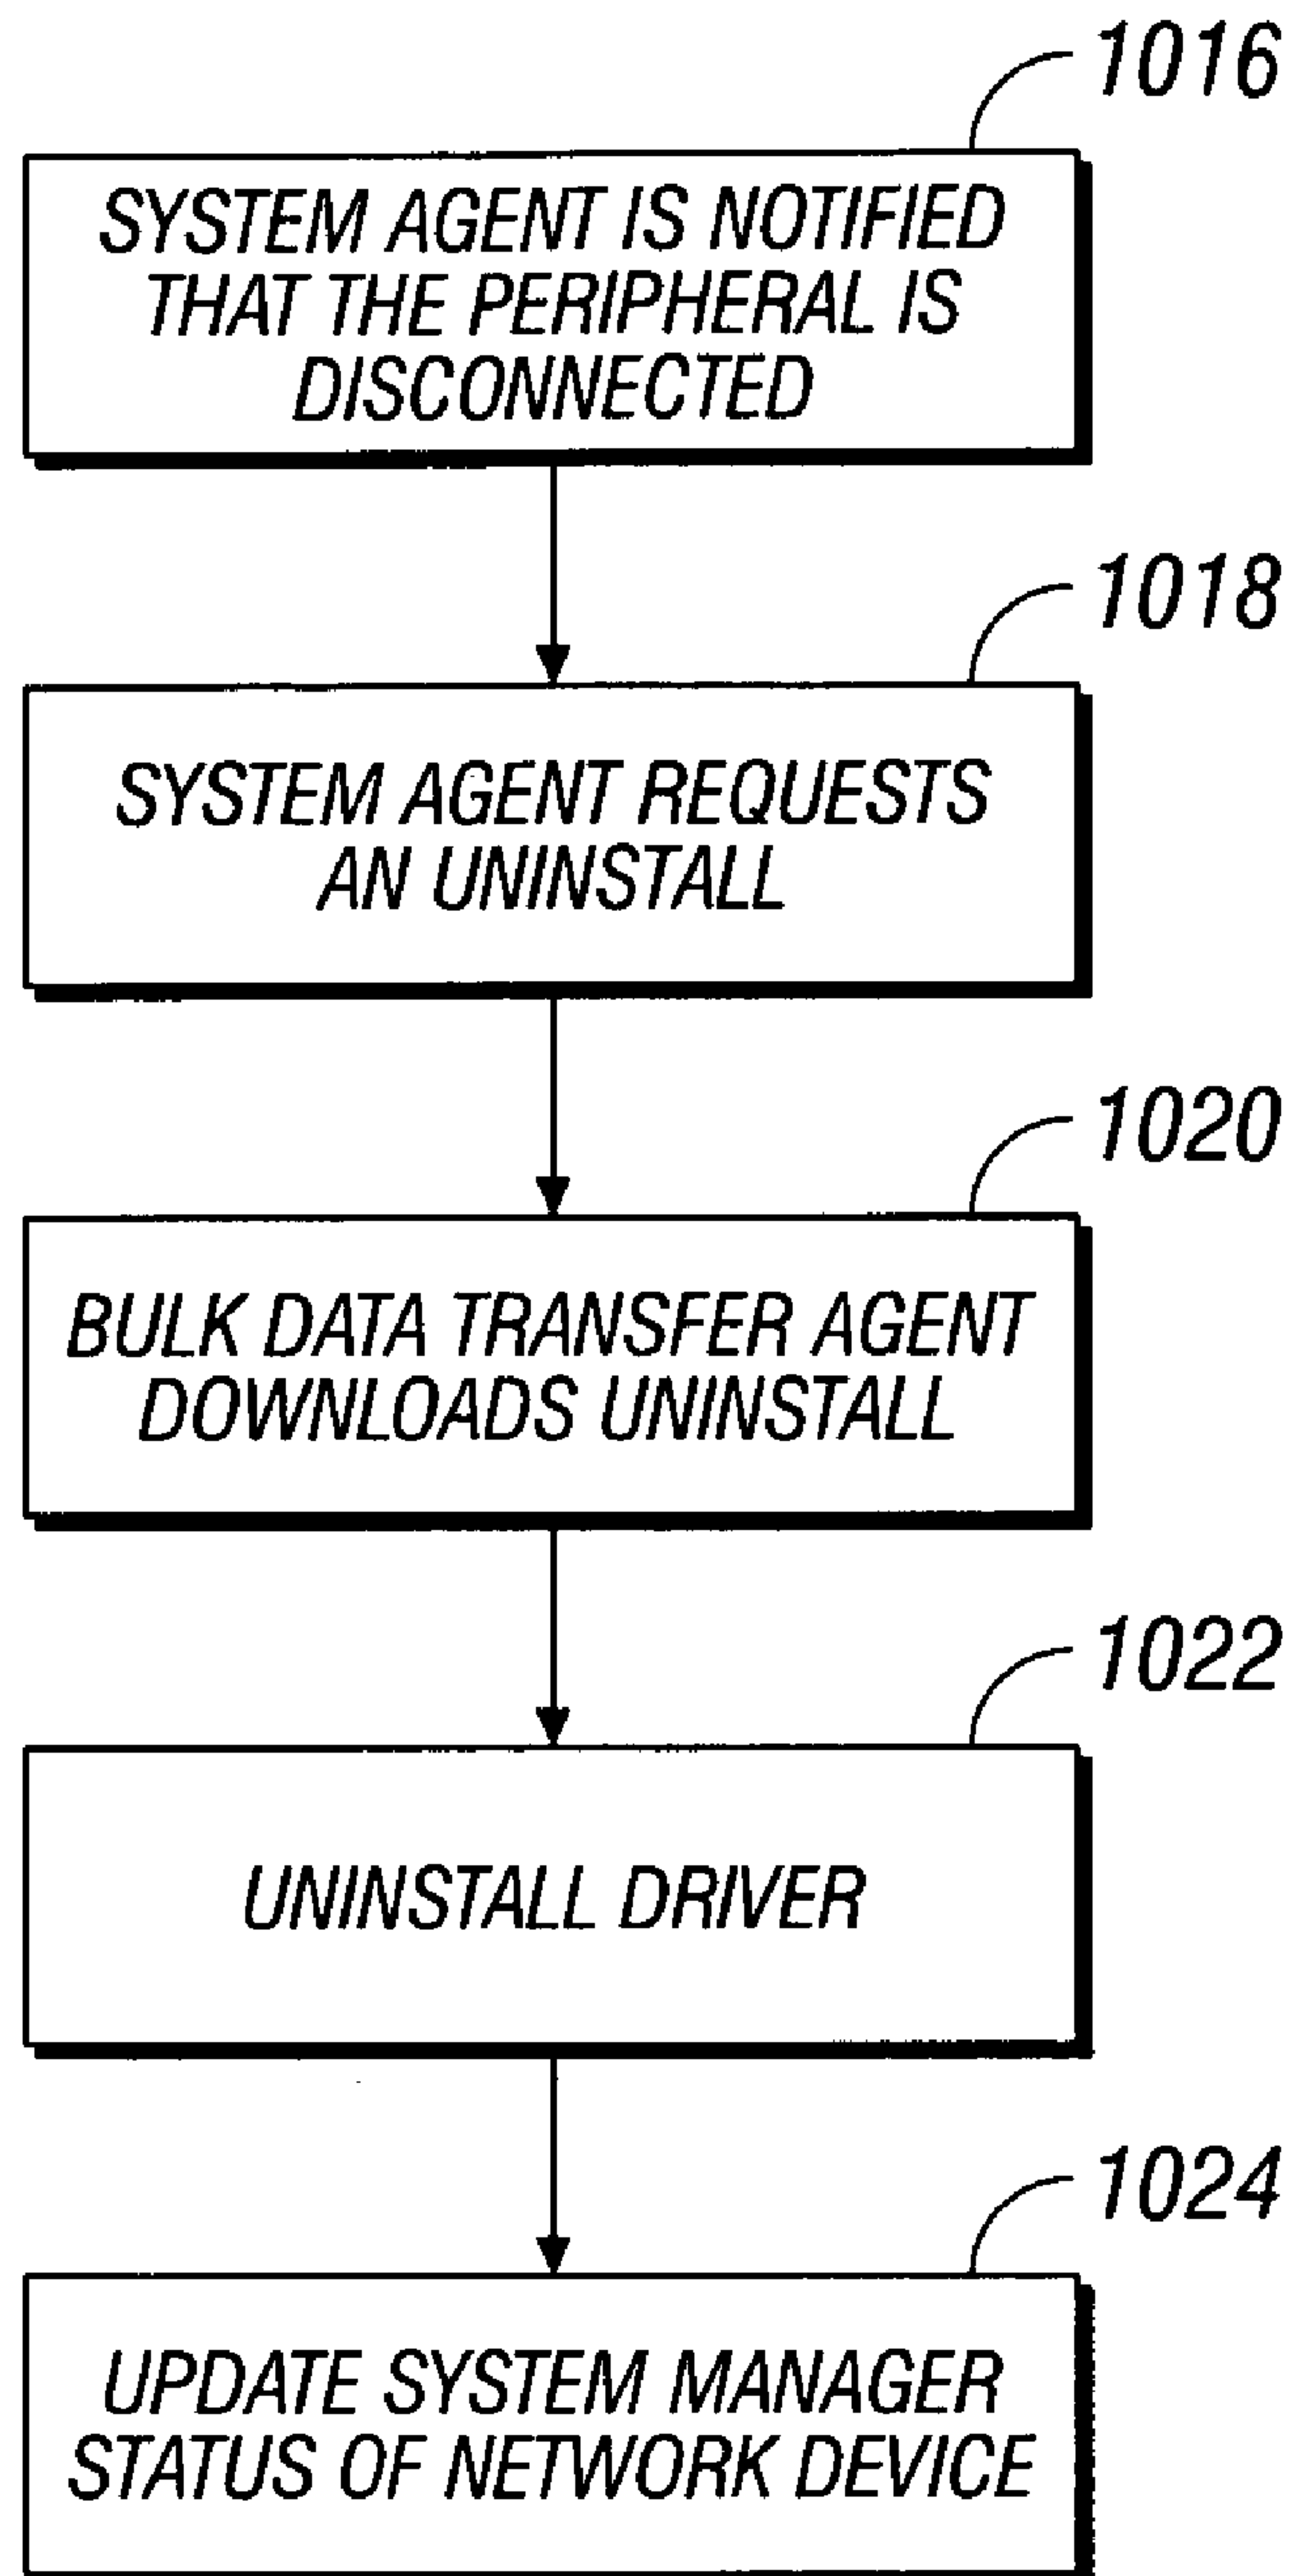 1016
SYSTEM AGENT IS NOTIFIED
THAT THE PERIPHERAL IS
DISCONNECTED
1018
SYSTEM AGENT REQUESTS
AN UNINSTALL
1020
BULK DATA TRANSFER AGENT
DOWNLOADS UNINSTALL
1022
UNINSTALL DRIVER
1024
UPDATE SYSTEM MANAGER
STATUS OF NETWORK DEVICE